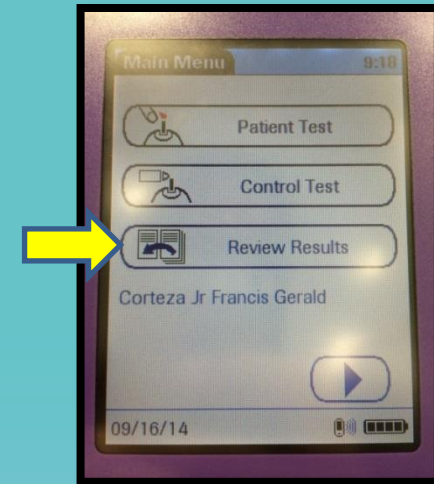 Main Menu 9:18
Patient Test
Control Test
Review Results
Corteza Jr Francis Gerald
09/16/14